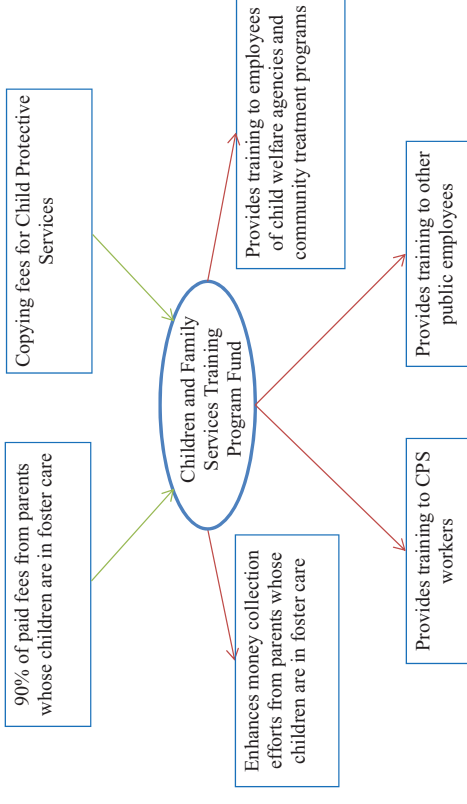 90% of paid fees from parents
whose children are in foster care
Copying fees for Child Protective
Services
Children and Family
Services Training
Program Fund
Enhances money collection
efforts from parents whose
children are in foster care
Provides training to employees
of child welfare agencies and
community treatment programs
Provides training to CPS
workers
Provides training to other
public employees